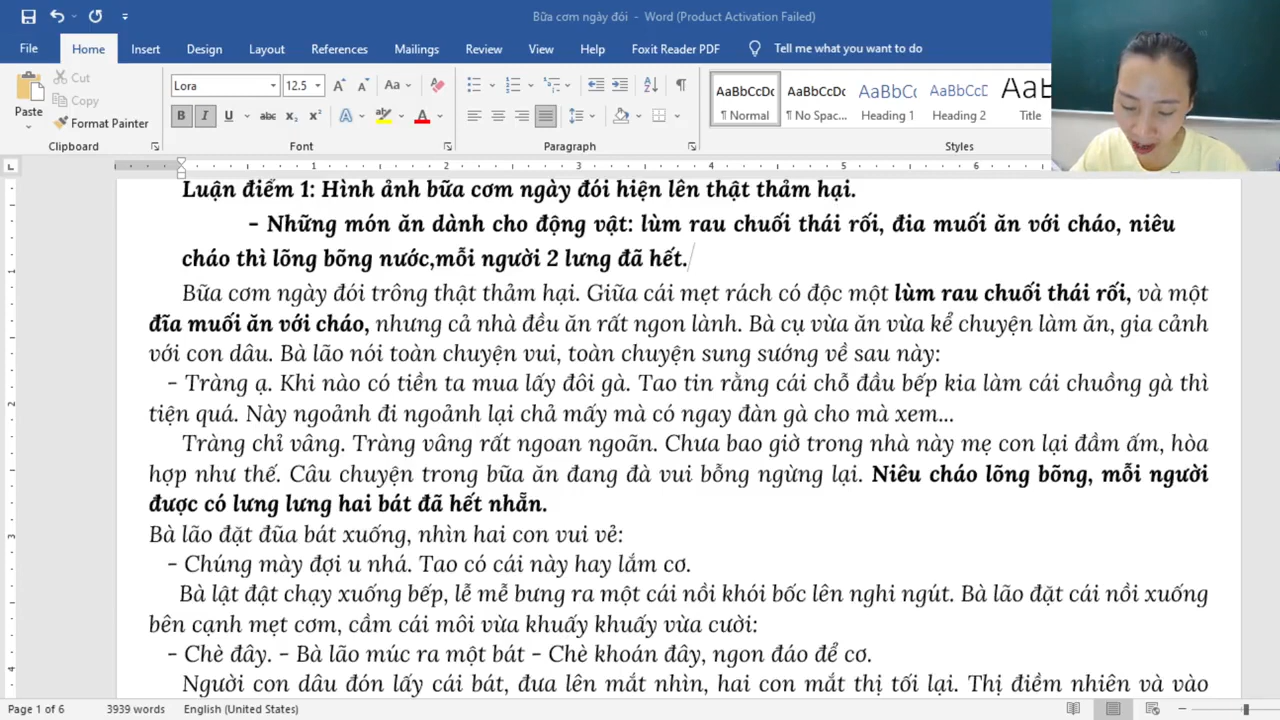 Bữa cơm ngày đói - Word (Product Activation Failed)
File Home Insert Design Layout References Mailings Review View Help Foxit Reader PDF Tell me what you want to do
Paste Cut Copy Format Painter
Lora 12.5
AaBbCcDc AaBbCcDc AaBbCc AaBbCcD AaB
¶ Normal ¶ No Spac... Heading 1 Heading 2 Title
Clipboard Font Paragraph Styles
1 2 3 4 5 6 7
Luận điểm 1: Hình ảnh bữa cơm ngày đói hiện lên thật thảm hại.
- Những món ăn dành cho động vật: lùm rau chuối thái rối, đia muối ăn với cháo, niêu
cháo thì lõng bõng nước,mỗi người 2 lưng đã hết.
Bữa cơm ngày đói trông thật thảm hại. Giữa cái mẹt rách có độc một lùm rau chuối thái rối, và một
đĩa muối ăn với cháo, nhưng cả nhà đều ăn rất ngon lành. Bà cụ vừa ăn vừa kể chuyện làm ăn, gia cảnh
với con dâu. Bà lão nói toàn chuyện vui, toàn chuyện sung sướng về sau này:
- Tràng ạ. Khi nào có tiền ta mua lấy đôi gà. Tao tin rằng cái chỗ đầu bếp kia làm cái chuồng gà thì
tiện quá. Này ngoảnh đi ngoảnh lại chả mấy mà có ngay đàn gà cho mà xem...
Tràng chỉ vâng. Tràng vâng rất ngoan ngoãn. Chưa bao giờ trong nhà này mẹ con lại đầm ấm, hòa
hợp như thế. Câu chuyện trong bữa ăn đang đà vui bỗng ngừng lại. Niêu cháo lõng bõng, mỗi người
được có lưng lưng hai bát đã hết nhẵn.
Bà lão đặt đũa bát xuống, nhìn hai con vui vẻ:
- Chúng mày đợi u nhá. Tao có cái này hay lắm cơ.
Bà lật đật chạy xuống bếp, lễ mễ bưng ra một cái nồi khói bốc lên nghi ngút. Bà lão đặt cái nồi xuống
bên cạnh mẹt cơm, cầm cái môi vừa khuấy khuấy vừa cười:
- Chè đây. - Bà lão múc ra một bát - Chè khoán đây, ngon đáo để cơ.
Người con dâu đón lấy cái bát, đưa lên mắt nhìn, hai con mắt thị tối lại. Thị điềm nhiên và vào
Page 1 of 6 3939 words English (United States)